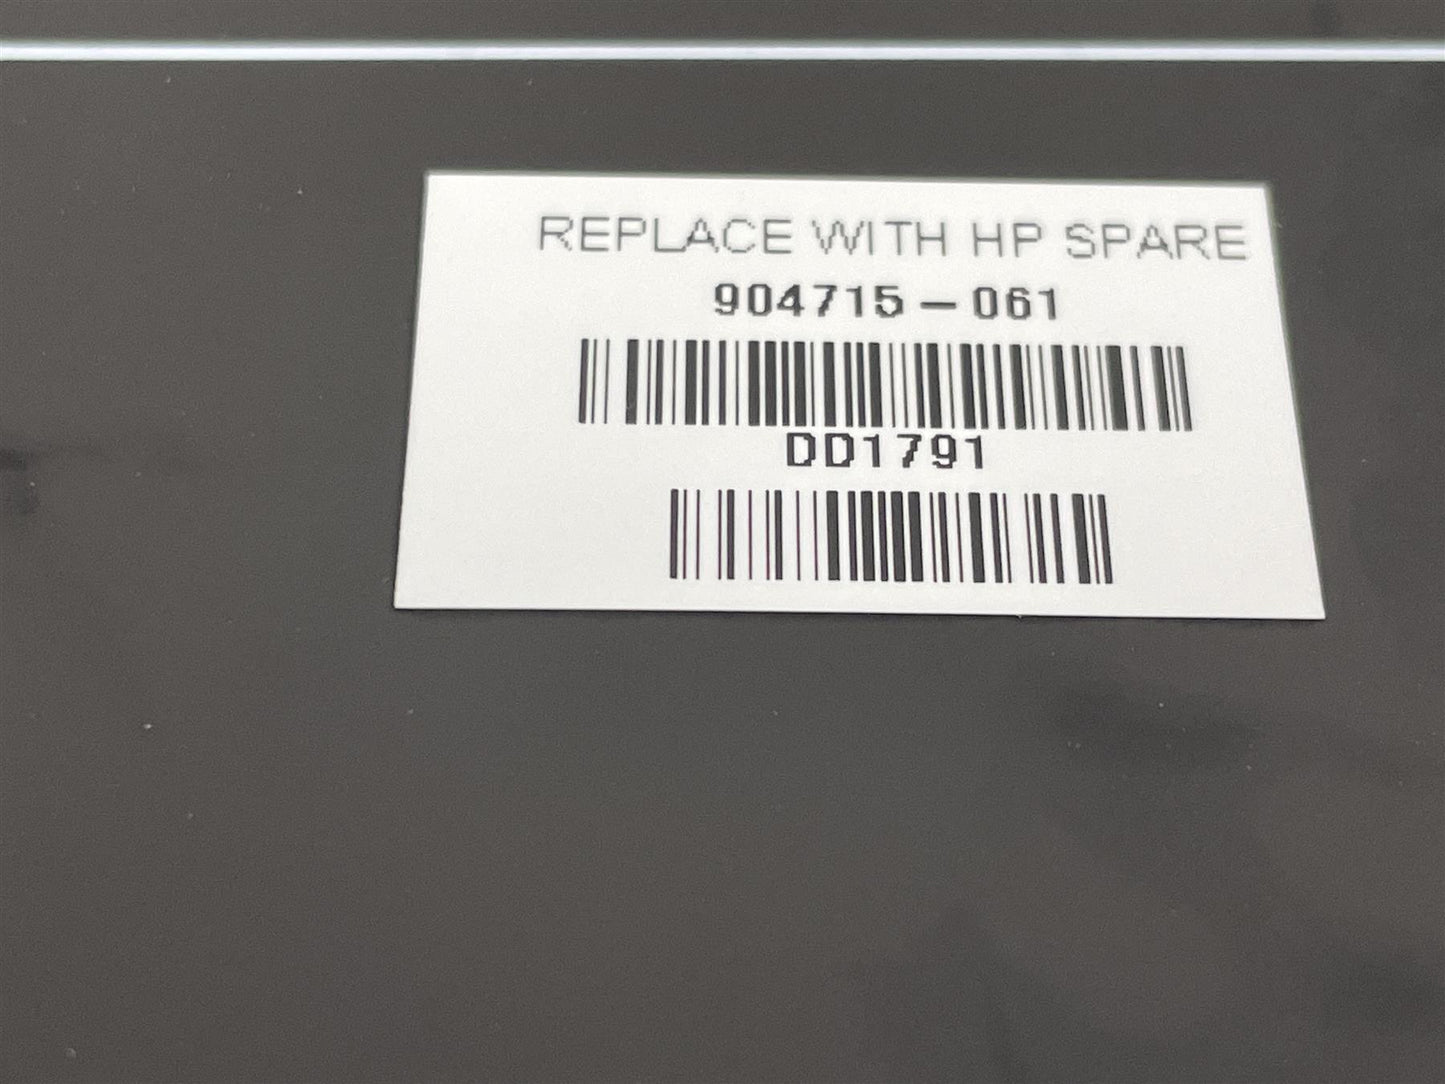 REPLACE WITH HP SPARE
904715-061
DD1791